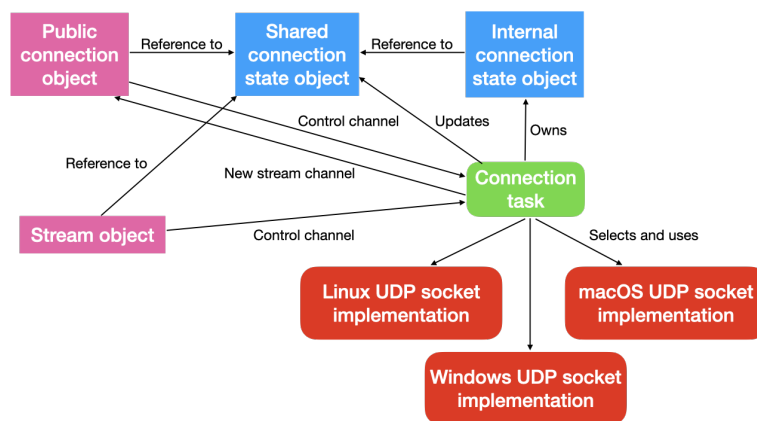 Public
connection
object
Reference to
Shared
connection
state object
Reference to
Internal
connection
state object
Control channel
Updates
Owns
Reference to
New stream channel
Connection
task
Stream object
Control channel
Selects and uses
Linux UDP socket
implementation
macOS UDP socket
implementation
Windows UDP socket
implementation